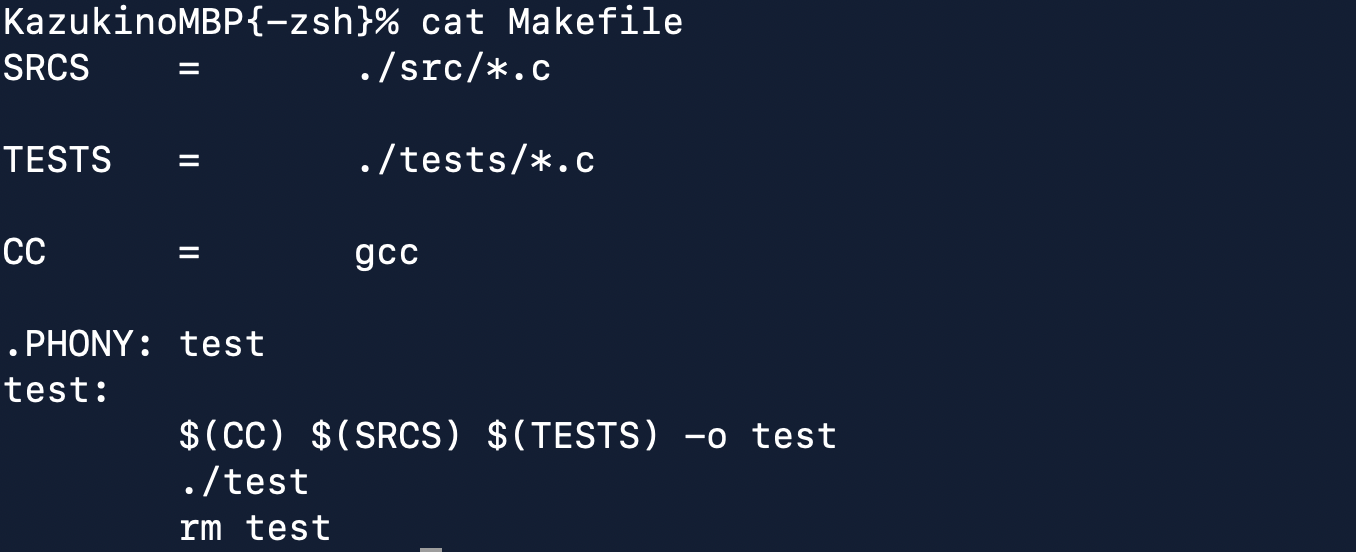 KazukinoMBP{-zsh}% cat Makefile
SRCS    =       ./src/*.c
TESTS   =       ./tests/*.c
CC      =       gcc
.PHONY: test
test:
        $(CC) $(SRCS) $(TESTS) -o test
        ./test
        rm test